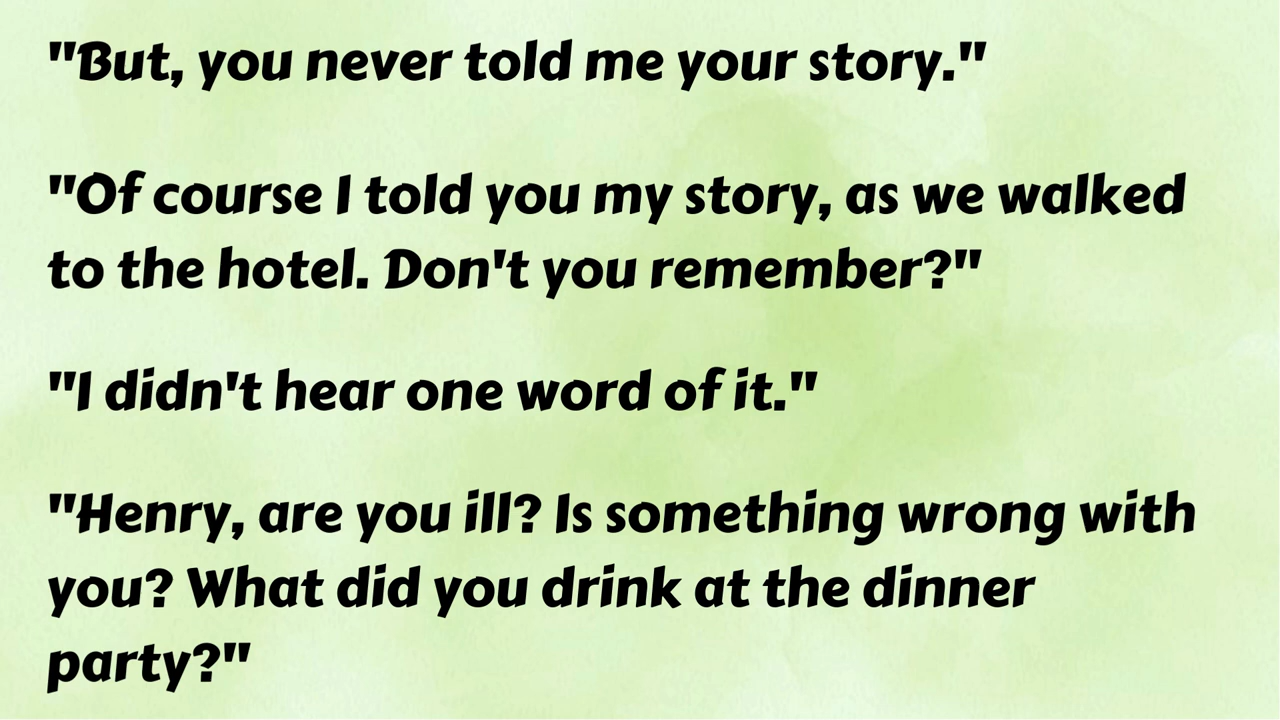 "But, you never told me your story."
"Of course I told you my story, as we walked
to the hotel. Don't you remember?"
"I didn't hear one word of it."
"Henry, are you ill? Is something wrong with
you? What did you drink at the dinner
party?"